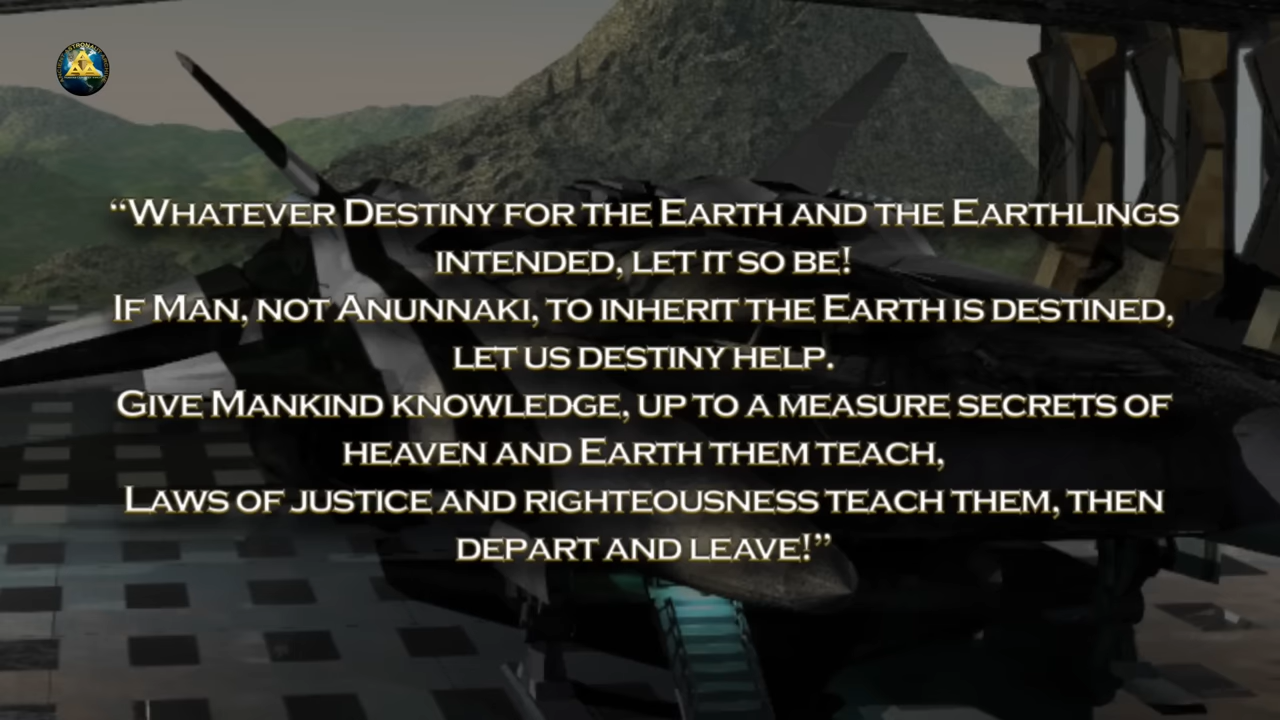 “Whatever Destiny for the Earth and the Earthlings
intended, let it so be!
If Man, not Anunnaki, to inherit the Earth is destined,
let us destiny help.
Give Mankind knowledge, up to a measure secrets of
heaven and Earth them teach,
Laws of justice and righteousness teach them, then
depart and leave!”